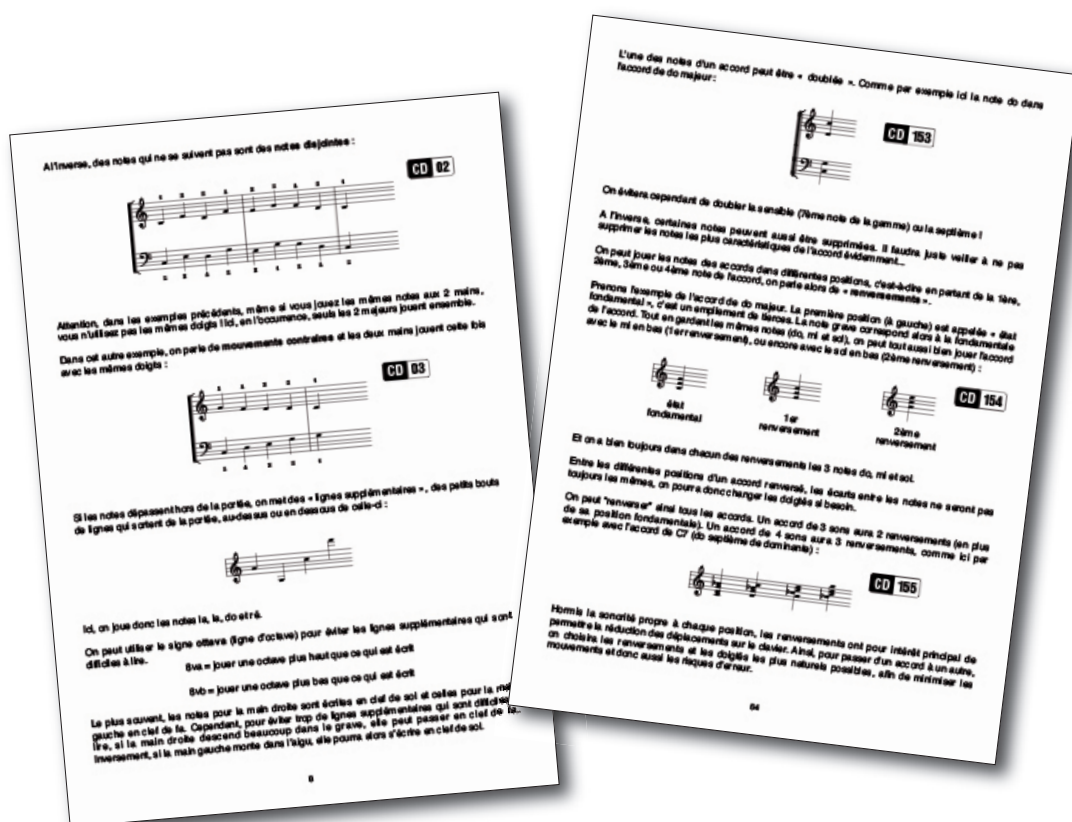 A l'inverse, des notes qui ne se suivent pas sont des notes disjointes :
CD 02
Attention, dans les exemples précédents, même si vous jouez les mêmes notes aux 2 mains,
vous n'utilisez pas les mêmes doigts ! Ici, en l'occurrence, seuls les 2 majeurs jouent ensemble.
Dans cet autre exemple, on parle de mouvements contraires et les deux mains jouent cette fois
avec les mêmes doigts :
CD 03
Si les notes dépassent hors de la portée, on met des « lignes supplémentaires », des petits bouts
de lignes qui sortent de la portée, au-dessus ou en dessous de celle-ci :
Ici, on joue donc les notes la, la, do et ré.
On peut utiliser le signe ottava (ligne d'octave) pour éviter les lignes supplémentaires qui sont
difficiles à lire.
8va = jouer une octave plus haut que ce qui est écrit
8vb = jouer une octave plus bas que ce qui est écrit
Le plus souvent, les notes pour la main droite sont écrites en clef de sol et celles pour la
gauche en clef de fa. Cependant, pour éviter trop de lignes supplémentaires qui sont
lire, si la main droite descend beaucoup dans le grave, elle peut passer en clef de fa.
Inversement, si la main gauche monte dans l'aigu, elle pourra alors s'écrire en clef de sol.
L'une des notes d'un accord peut être « doublée ». Comme par exemple ici la note do dans
l'accord de do majeur :
CD 153
On évitera cependant de doubler la sensible (7ème note de la gamme) ou la septième !
A l'inverse, certaines notes peuvent aussi être supprimées. Il faudra juste veiller à ne pas
supprimer les notes les plus caractéristiques de l'accord évidemment...
On peut jouer les notes des accords dans différentes positions, c'est-à-dire en partant de la 1ère,
2ème, 3ème ou 4ème note de l'accord, on parle alors de « renversements ».
Prenons l'exemple de l'accord de do majeur. La première position (à gauche) est appelée « état
fondamental », c'est un empilement de tierces. La note grave correspond alors à la fondamentale
de l'accord. Tout en gardant les mêmes notes (do, mi et sol), on peut tout aussi bien jouer l'accord
avec le mi en bas (1er renversement), ou encore avec le sol en bas (2ème renversement) :
CD 154
état
fondamental
1er
renversement
2ème
renversement
Et on a bien toujours dans chacun des renversements les 3 notes do, mi et sol.
Entre les différentes positions d'un accord renversé, les écarts entre les notes ne seront pas
toujours les mêmes, on pourra donc changer les doigtés si besoin.
On peut "renverser" ainsi tous les accords. Un accord de 3 sons aura 2 renversements (en plus
de sa position fondamentale). Un accord de 4 sons aura 3 renversements, comme ici par
exemple avec l'accord de C7 (do septième de dominante) :
CD 155
Hormis la sonorité propre à chaque position, les renversements ont pour intérêt principal de
permettre la réduction des déplacements sur le clavier. Ainsi, pour passer d'un accord à un autre,
on choisira les renversements et les doigtés les plus naturels possibles, afin de minimiser les
mouvements et donc aussi les risques d'erreur.